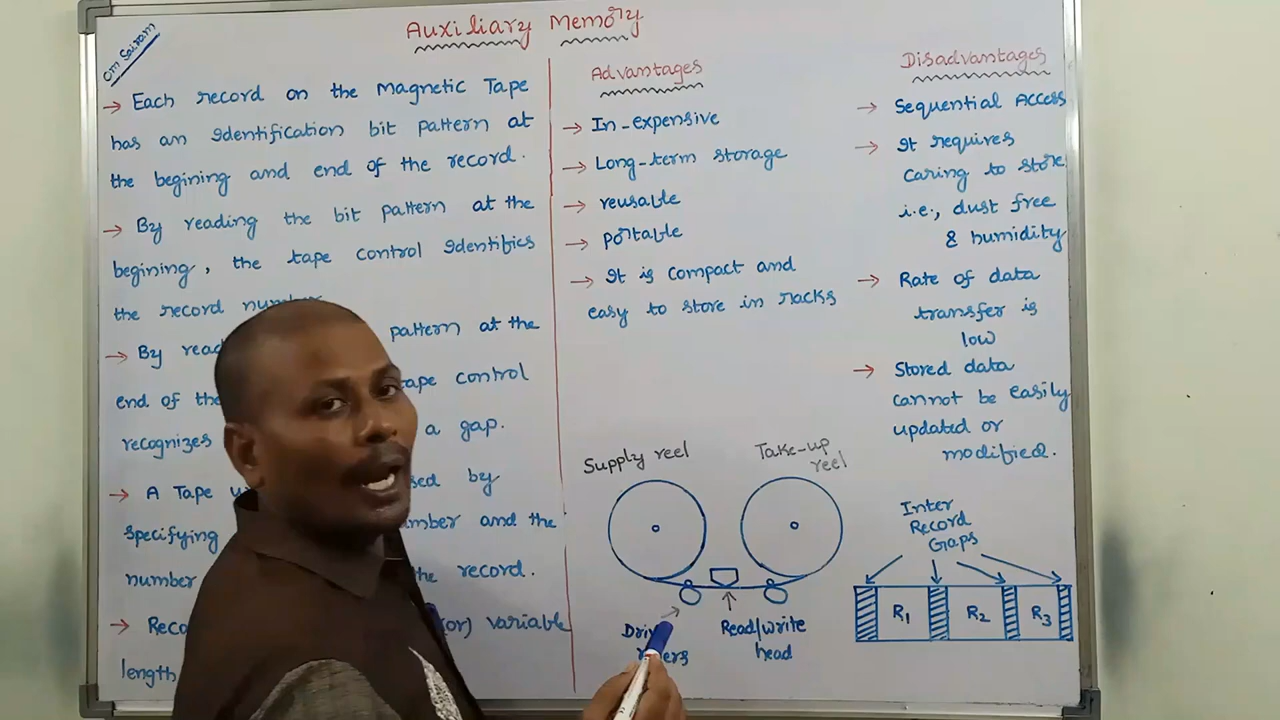 Om Sairam
Auxiliary Memory
→ Each record on the Magnetic Tape
has an Identification bit pattern at
the begining and end of the record.
→ By reading the bit pattern at the
begining, the tape control Identifies
the record number
→ By read pattern at the
end of the tape control
recognizes a gap.
→ A Tape by
specifying and the
number the record.
→ (or) variable
length
Advantages
→ In-expensive
→ Long-term storage
→ reusable
→ portable
→ It is compact and
easy to store in racks
Disadvantages
→ Sequential Access
→ It requires
caring to store
i.e., dust free
& humidity
→ Rate of data
transfer is
low
→ Stored data
cannot be easily
updated or
modified.
Supply reel
Take-up
reel
Read/write
head
Inter
Record
Gaps
R1 R2 R3